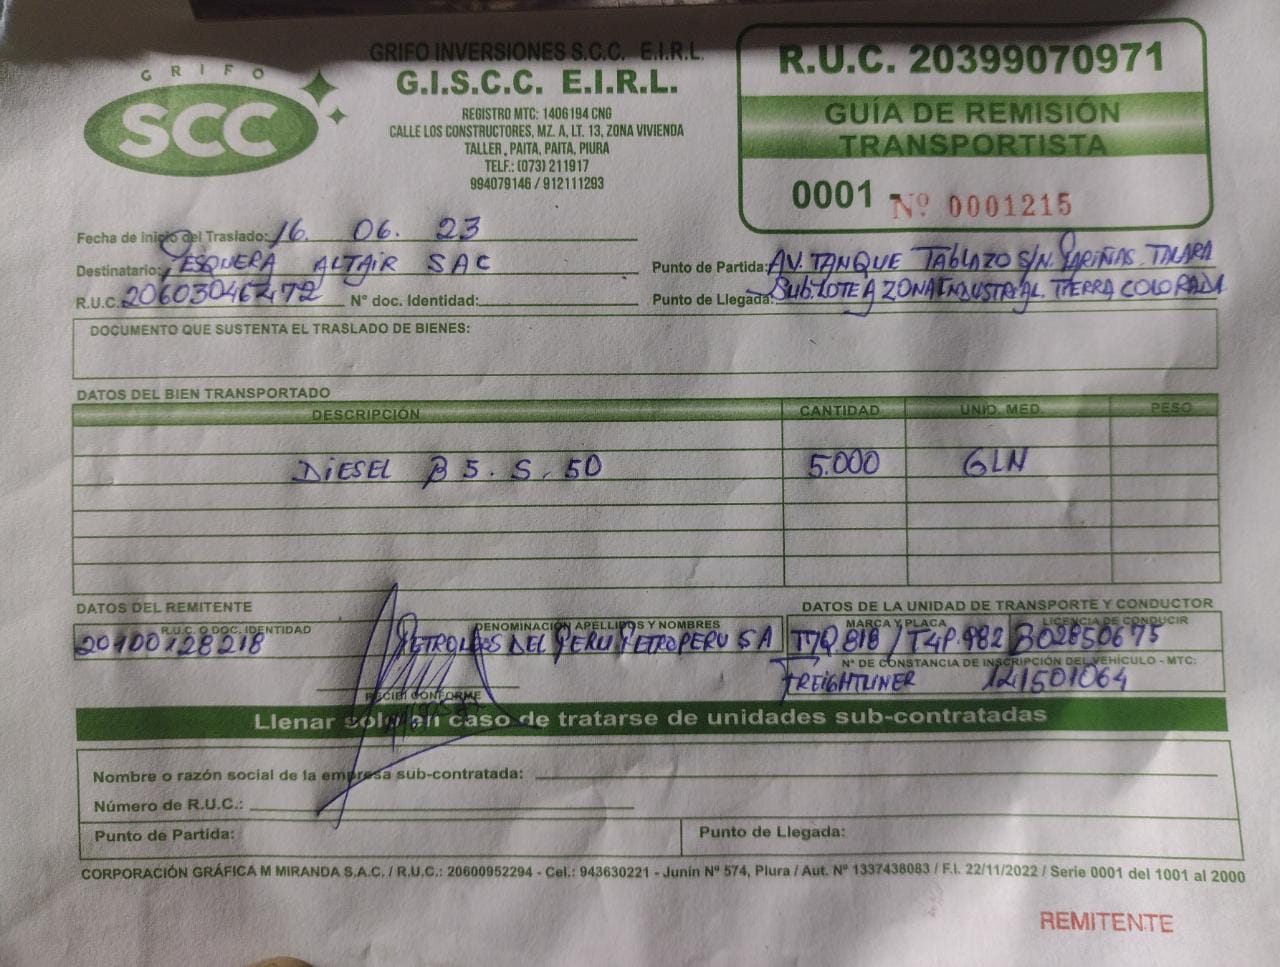 GRIFO
SCC
GRIFO INVERSIONES S.C.C. E.I.R.L.
G.I.S.C.C. E.I.R.L.
REGISTRO MTC: 1406194 CNG
CALLE LOS CONSTRUCTORES, MZ. A, LT. 13, ZONA VIVIENDA
TALLER, PAITA, PAITA, PIURA
TELF.: (073) 211917
994079146 / 912111293
R.U.C. 20399070971
GUÍA DE REMISIÓN
TRANSPORTISTA
0001 - Nº 0001215
Fecha de inicio del Traslado: 16. 06. 23
Destinatario: PESQUERA ALTAIR SAC
R.U.C. 20603046472 N° doc. Identidad:
Punto de Partida: AV. TANQUE TABLAZO S/N. PARIÑAS. TALARA
Punto de Llegada: SUB.LOTE A ZONA INDUSTRIAL TIERRA COLORADA
DOCUMENTO QUE SUSTENTA EL TRASLADO DE BIENES:
DATOS DEL BIEN TRANSPORTADO
DESCRIPCIÓN CANTIDAD UNID. MED. PESO
DIESEL B5. S. 50 5.000 GLN
DATOS DEL REMITENTE
R.U.C. O DOC. IDENTIDAD DENOMINACIÓN APELLIDOS Y NOMBRES
20100128218 PETROLEOS DEL PERU PETROPERU SA
RECIBI CONFORME
DATOS DE LA UNIDAD DE TRANSPORTE Y CONDUCTOR
MARCA Y PLACA LICENCIA DE CONDUCIR
/ T4P.982 B02850675
N° DE CONSTANCIA DE INSCRIPCIÓN DEL VEHÍCULO - MTC:
FREIGHTLINER 141501064
Llenar solo en caso de tratarse de unidades sub-contratadas
Nombre o razón social de la empresa sub-contratada:
Número de R.U.C.:
Punto de Partida: Punto de Llegada:
CORPORACIÓN GRÁFICA M MIRANDA S.A.C. / R.U.C.: 20600952294 - Cel.: 943630221 - Junín Nº 574, Piura / Aut. Nº 1337438083 / F.I. 22/11/2022 / Serie 0001 del 1001 al 2000
REMITENTE